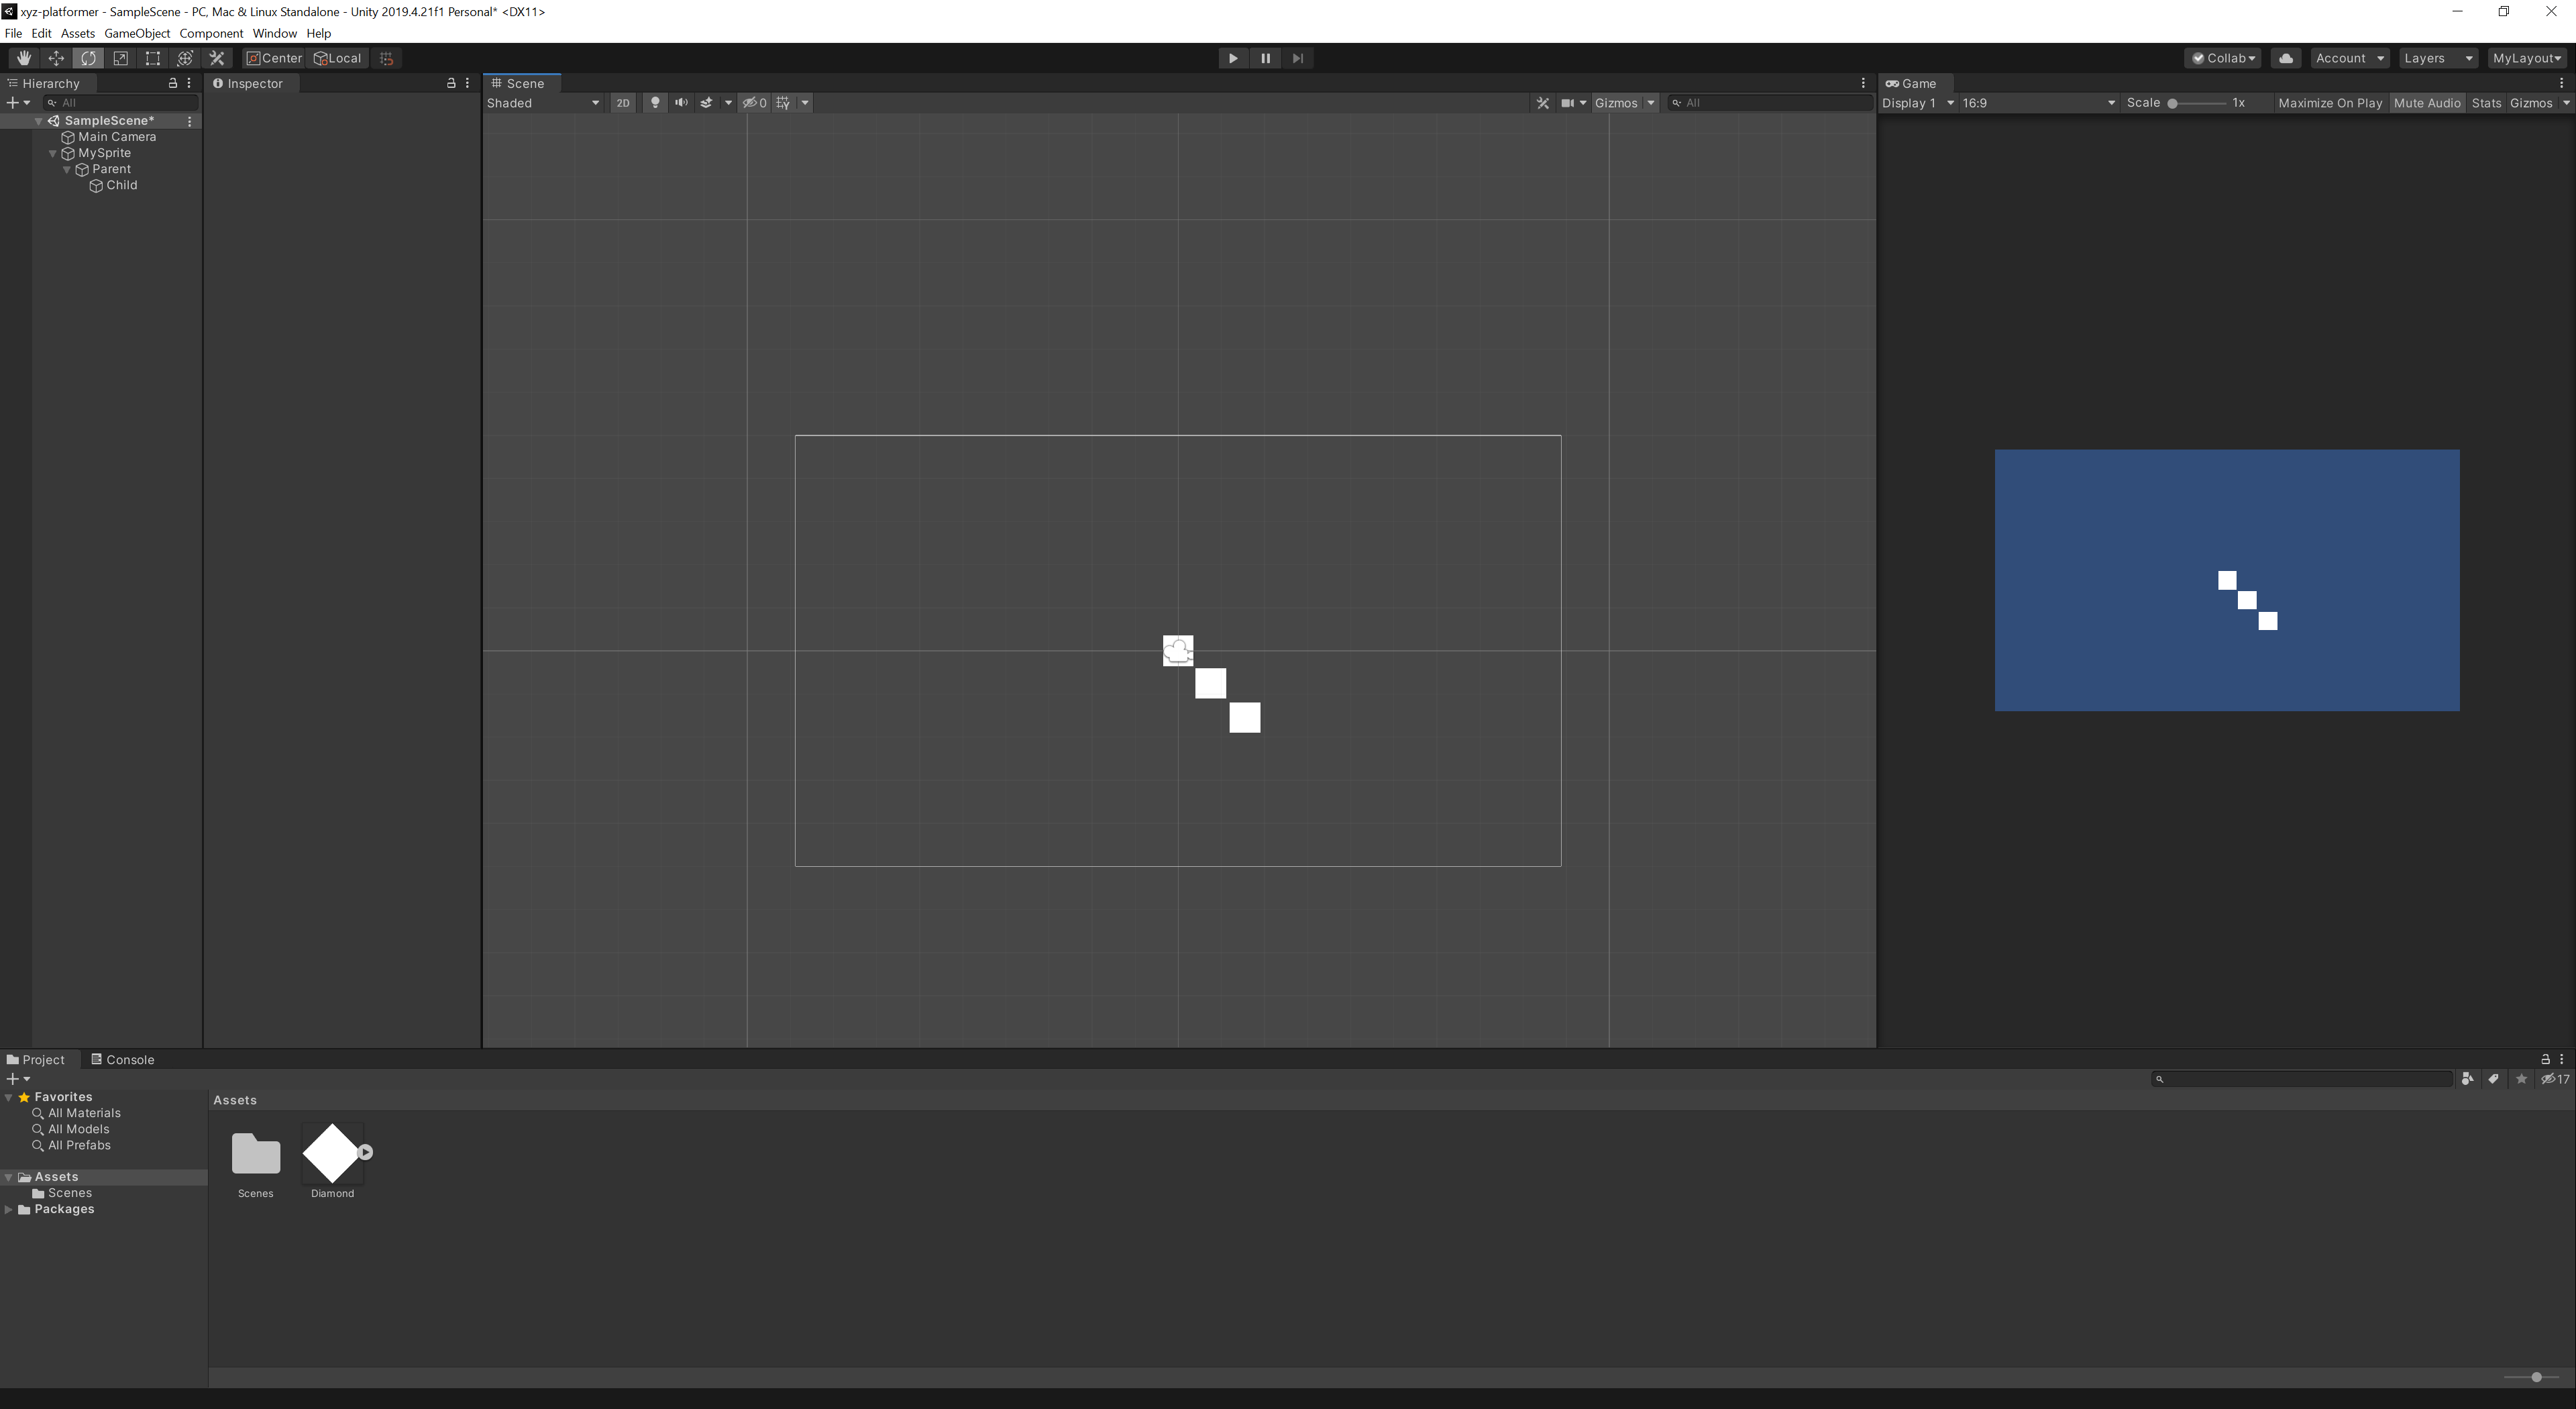 xyz-platformer - SampleScene - PC, Mac & Linux Standalone - Unity 2019.4.21f1 Personal* <DX11>
File Edit Assets GameObject Component Window Help
Center Local
Collab Account Layers MyLayout
Hierarchy
All
SampleScene*
Main Camera
MySprite
Parent
Child
Inspector
Scene
Shaded 2D 0 Gizmos All
Game
Display 1 16:9 Scale 1x Maximize On Play Mute Audio Stats Gizmos
Project Console
17
Favorites
All Materials
All Models
All Prefabs
Assets
Scenes
Packages
Assets
Scenes Diamond